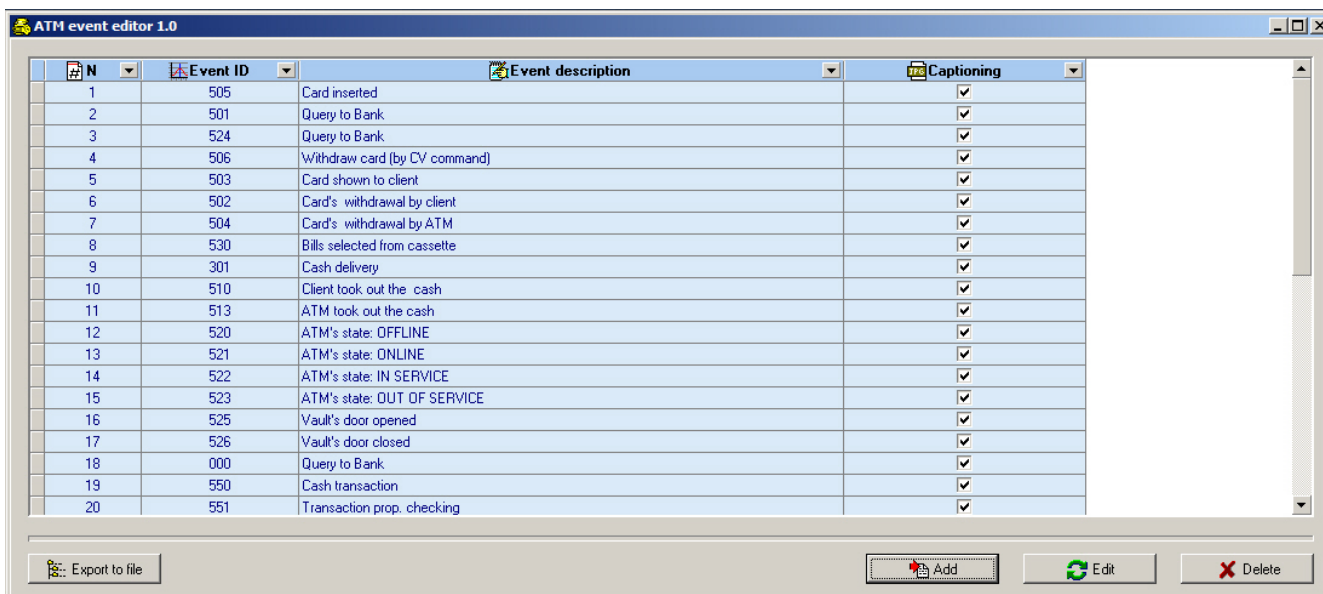 ATM event editor 1.0
N Event ID Event description Captioning
1 505 Card inserted
2 501 Query to Bank
3 524 Query to Bank
4 506 Withdraw card (by CV command)
5 503 Card shown to client
6 502 Card's  withdrawal by client
7 504 Card's  withdrawal by ATM
8 530 Bills selected from cassette
9 301 Cash delivery
10 510 Client took out the  cash
11 513 ATM took out the cash
12 520 ATM's state: OFFLINE
13 521 ATM's state: ONLINE
14 522 ATM's state: IN SERVICE
15 523 ATM's state: OUT OF SERVICE
16 525 Vault's door opened
17 526 Vault's door closed
18 000 Query to Bank
19 550 Cash transaction
20 551 Transaction prop. checking
Export to file Add Edit Delete